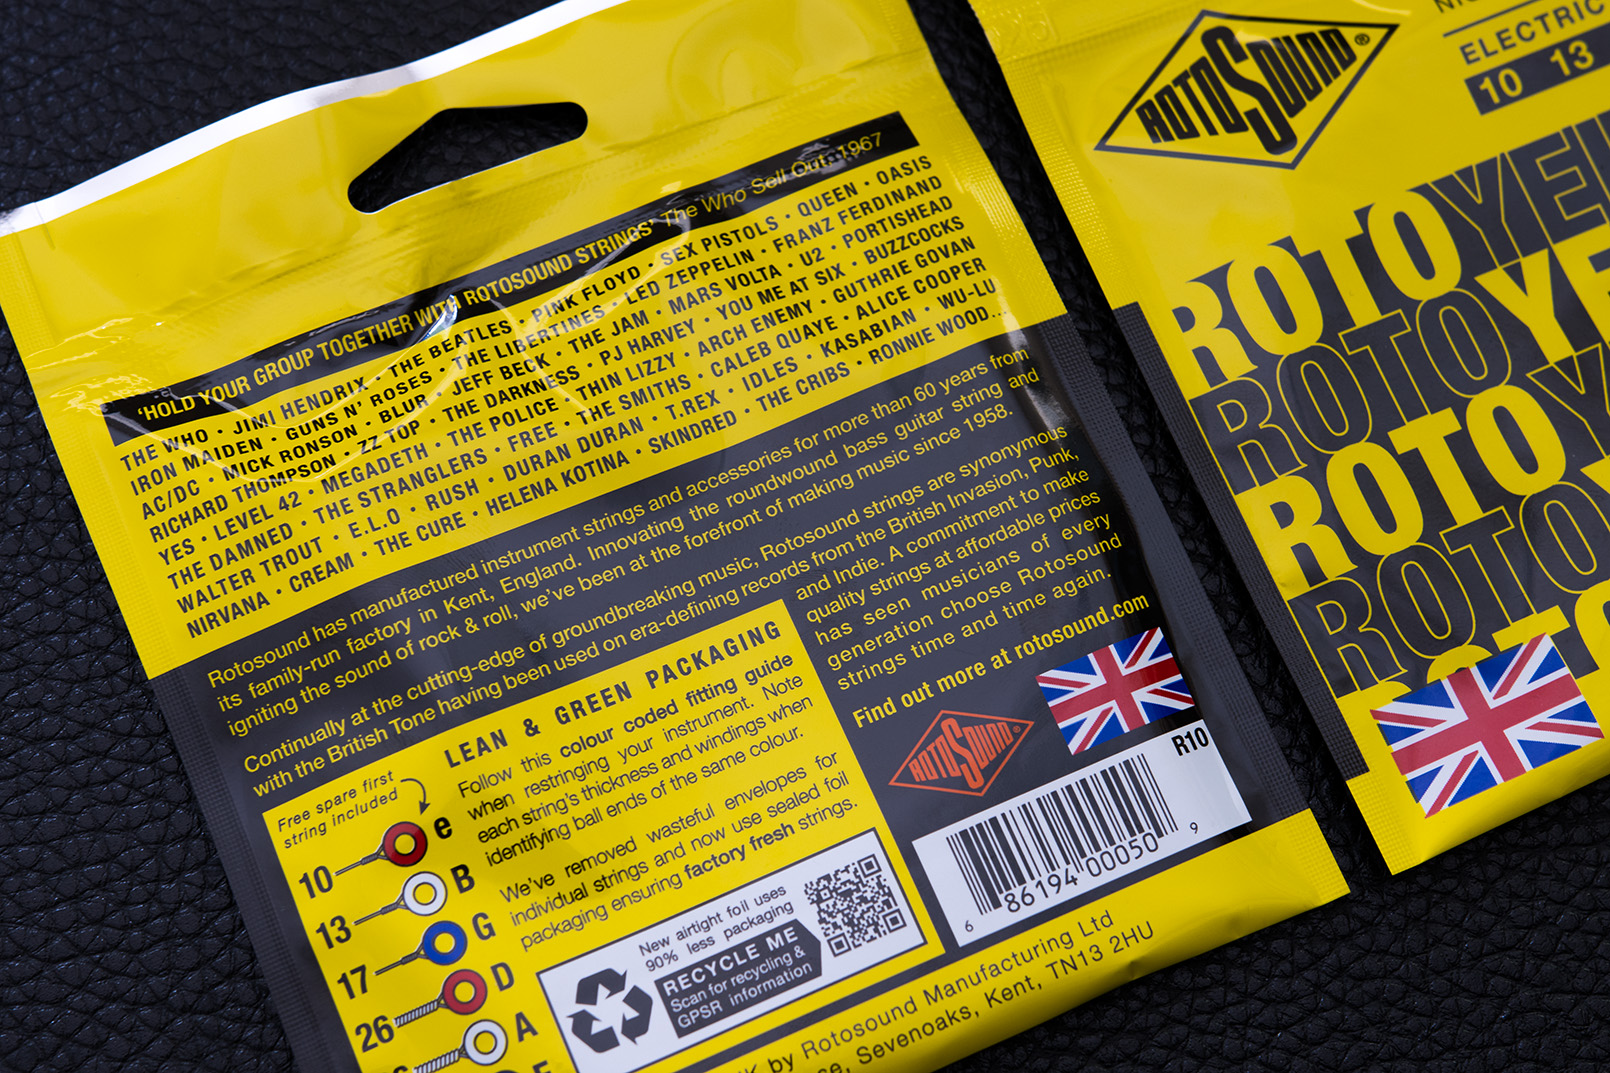 'HOLD YOUR GROUP TOGETHER WITH ROTOSOUND STRINGS' The Who Sell Out, 1967
THE WHO · JIMI HENDRIX · THE BEATLES · PINK FLOYD · SEX PISTOLS · QUEEN · OASIS
IRON MAIDEN · GUNS N' ROSES · THE LIBERTINES · LED ZEPPELIN · FRANZ FERDINAND
AC/DC · MICK RONSON · BLUR · JEFF BECK · THE JAM · MARS VOLTA · U2 · PORTISHEAD
RICHARD THOMPSON · ZZ TOP · THE DARKNESS · PJ HARVEY · YOU ME AT SIX · BUZZCOCKS
YES · LEVEL 42 · MEGADETH · THE POLICE · THIN LIZZY · ARCH ENEMY · GUTHRIE GOVAN
THE DAMNED · THE STRANGLERS · FREE · THE SMITHS · CALEB QUAYE · ALICE COOPER
WALTER TROUT · E.L.O · RUSH · DURAN DURAN · T.REX · IDLES · KASABIAN · WU-LU
NIRVANA · CREAM · THE CURE · HELENA KOTINA · SKINDRED · THE CRIBS · RONNIE WOOD...
Rotosound has manufactured instrument strings and accessories for more than 60 years from
its family-run factory in Kent, England. Innovating the roundwound bass guitar string and
igniting the sound of rock & roll, we've been at the forefront of making music since 1958.
Continually at the cutting-edge of groundbreaking music, Rotosound strings are synonymous
with the British Tone having been used on era-defining records from the British Invasion, Punk,
and Indie. A commitment to make
quality strings at affordable prices
has seen musicians of every
generation choose Rotosound
strings time and time again.
Find out more at rotosound.com
LEAN & GREEN PACKAGING
Follow this colour coded fitting guide
when restringing your instrument. Note
each string's thickness and windings when
identifying ball ends of the same colour.
We've removed wasteful envelopes for
individual strings and now use sealed foil
packaging ensuring factory fresh strings.
Free spare first
string included
10 e
13 B
17 G
26 D
A
New airtight foil uses
90% less packaging
RECYCLE ME
Scan for recycling &
GPSR information
ROTOSOUND
R10
6 86194 00050 9
UK by Rotosound Manufacturing Ltd
Sevenoaks, Kent, TN13 2HU
ROTOSOUND®
ELECTRIC
10 13
ROTOYE
ROTOYE
ROTOY
ROTO
ROTO